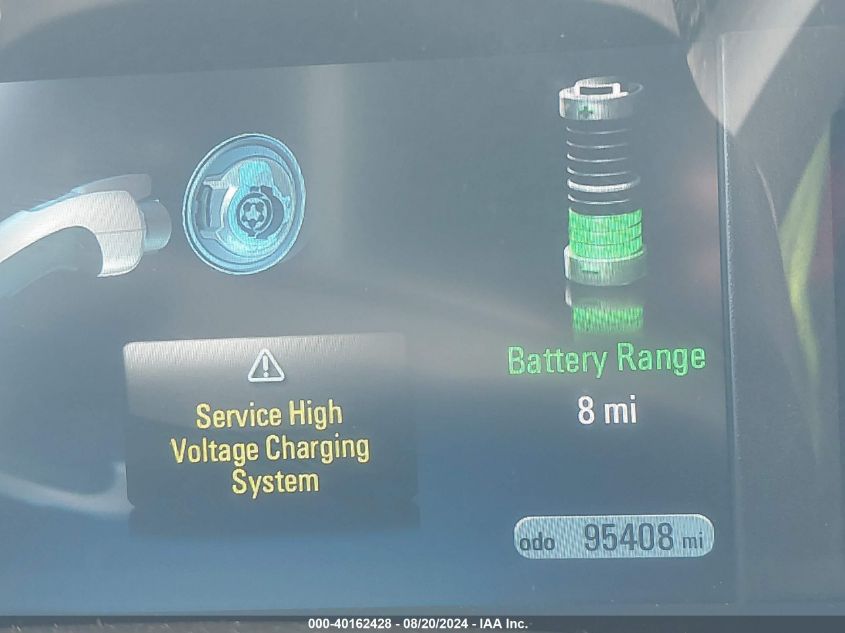 Service High
Voltage Charging
System
Battery Range
8 mi
odo 95408 mi
000-40162428 - 08/20/2024 - IAA Inc.